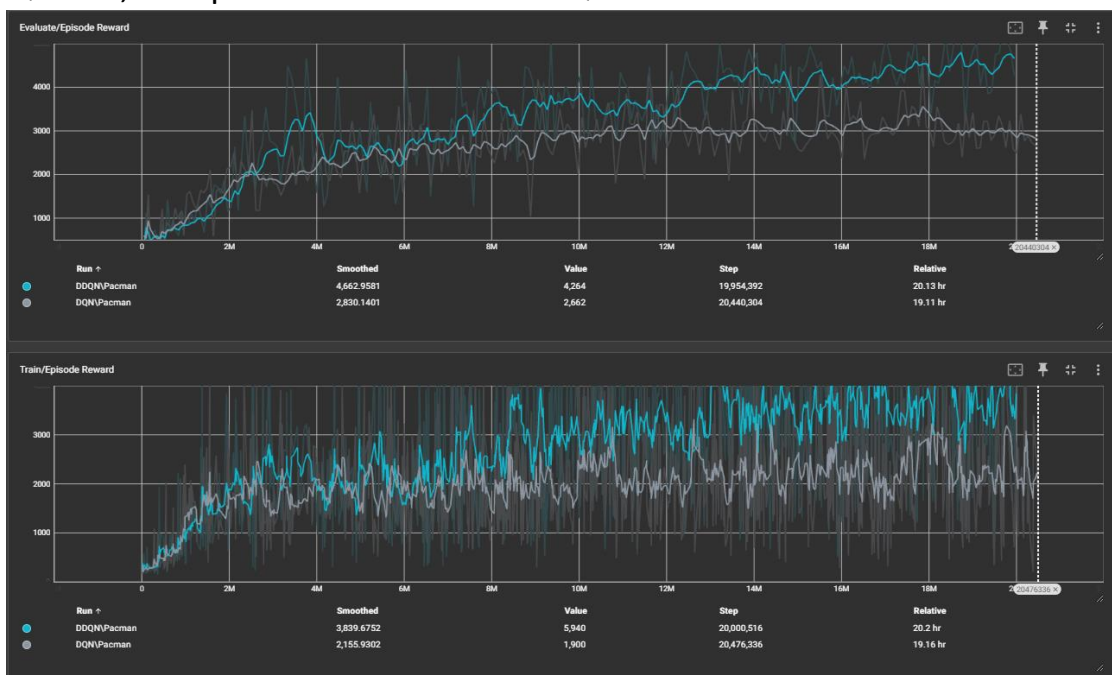 Evaluate/Episode Reward
4000
3000
2000
1000
0 2M 4M 6M 8M 10M 12M 14M 16M 18M 2
20440304 ×
Run ↑ Smoothed Value Step Relative
DDQN\Pacman 4,662.9581 4,264 19,954,392 20.13 hr
DQN\Pacman 2,830.1401 2,662 20,440,304 19.11 hr
Train/Episode Reward
3000
2000
1000
0 2M 4M 6M 8M 10M 12M 14M 16M 18M 2
20476336 ×
Run ↑ Smoothed Value Step Relative
DDQN\Pacman 3,839.6752 5,940 20,000,516 20.2 hr
DQN\Pacman 2,155.9302 1,900 20,476,336 19.16 hr